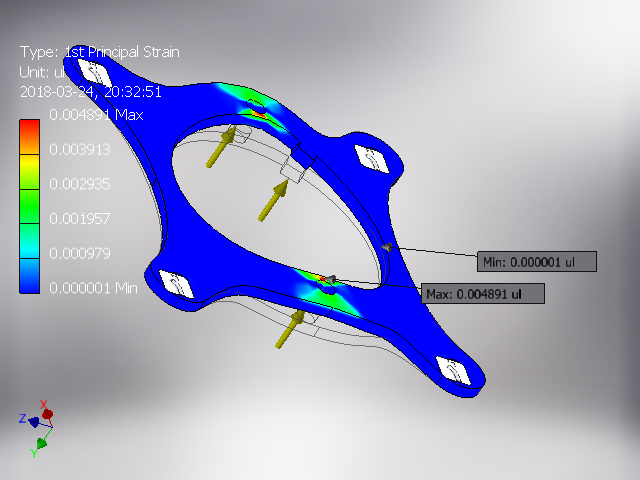 Type: 1st Principal Strain
Unit: ul
2018-03-24, 20:32:51
0.004891 Max
0.003913
0.002935
0.001957
0.000979
0.000001 Min
Min: 0.000001 ul
Max: 0.004891 ul
X
Z
Y